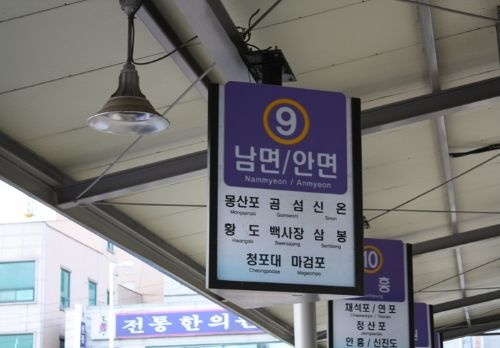 9
남면/안면
Nammyeon / Anmyeon
몽산포 곰 섬 신 온
Mongsanpo Gomseom Sinon
황 도 백사장 삼 봉
Hwangdo Baeksajang Sambong
청포대 마검포
Cheongpodae Mageompo
10
흥
재석포/연포
정산포
안 흥/신진도
전통한의원